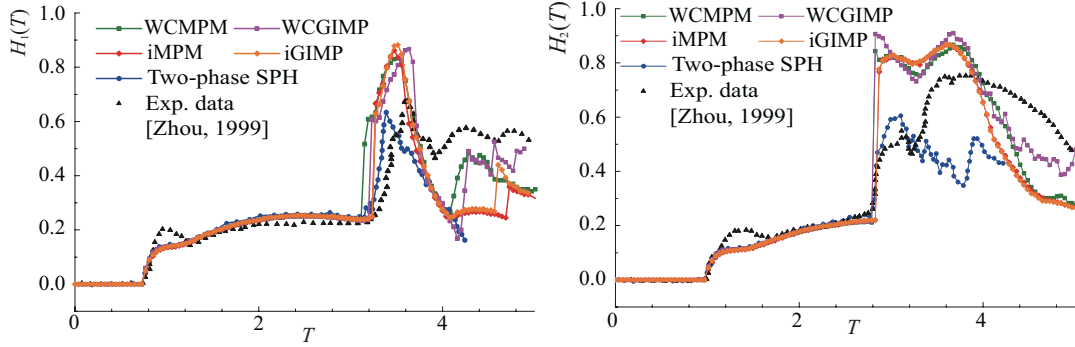 H₁(T)
1.0
0.8
0.6
0.4
0.2
0.0
WCMPM WCGIMP
iMPM iGIMP
Two-phase SPH
Exp. data
[Zhou, 1999]
0 2 4
T
H₂(T)
1.0
0.8
0.6
0.4
0.2
0.0
WCMPM WCGIMP
iMPM iGIMP
Two-phase SPH
Exp. data
[Zhou, 1999]
0 2 4
T